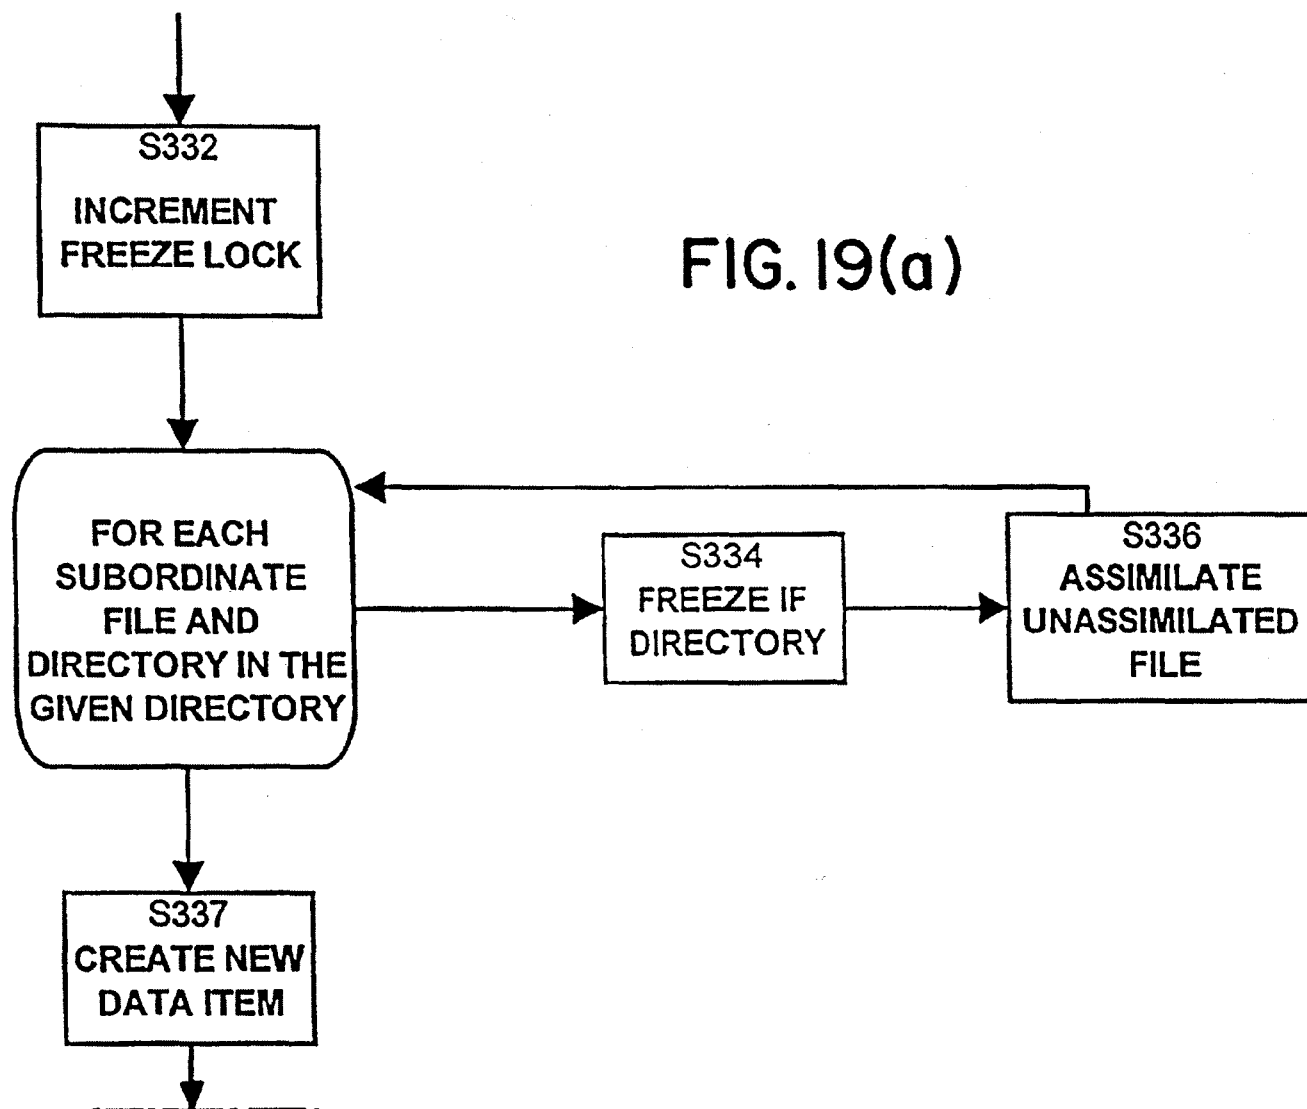 S332
INCREMENT
FREEZE LOCK
FIG. 19(a)
FOR EACH
SUBORDINATE
FILE AND
DIRECTORY IN THE
GIVEN DIRECTORY
S334
FREEZE IF
DIRECTORY
S336
ASSIMILATE
UNASSIMILATED
FILE
S337
CREATE NEW
DATA ITEM